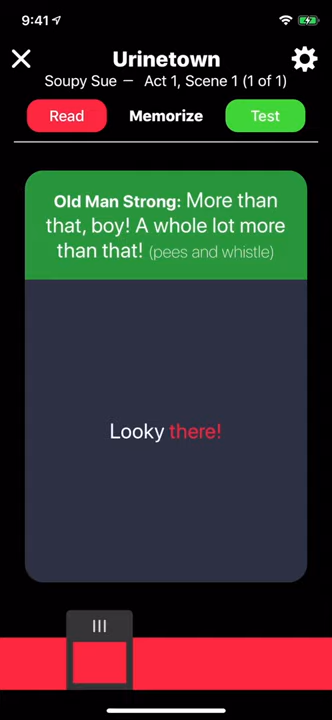 9:41
Urinetown
Soupy Sue — Act 1, Scene 1 (1 of 1)
Read Memorize Test
Old Man Strong: More than
that, boy! A whole lot more
than that! (pees and whistle)
Looky there!